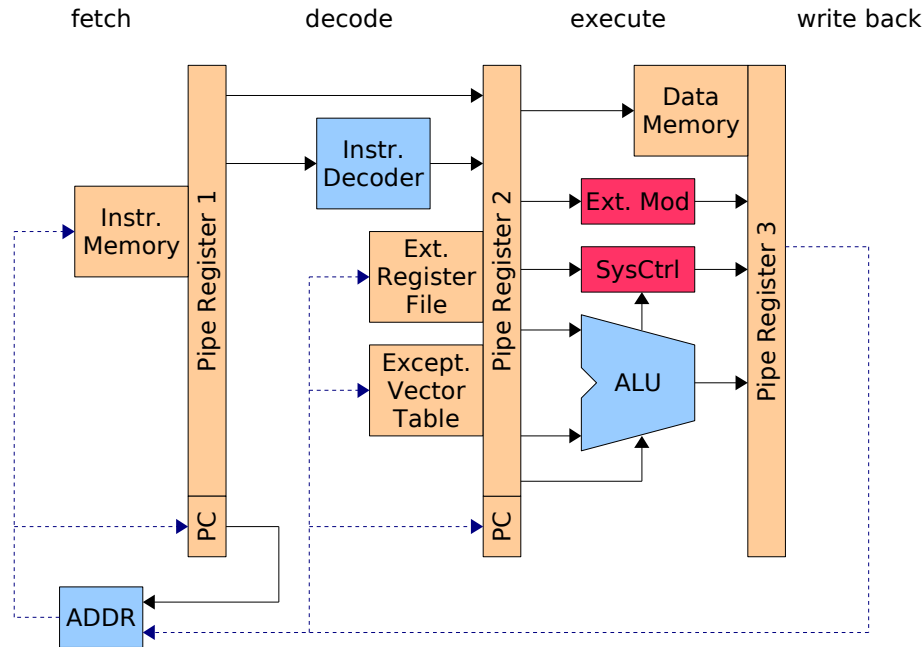 fetch
decode
execute
write back
Data
Memory
Instr.
Decoder
Instr.
Memory
Pipe Register 1
Ext.
Register
File
Pipe Register 2
Ext. Mod
SysCtrl
Pipe Register 3
Except.
Vector
Table
ALU
PC
PC
ADDR